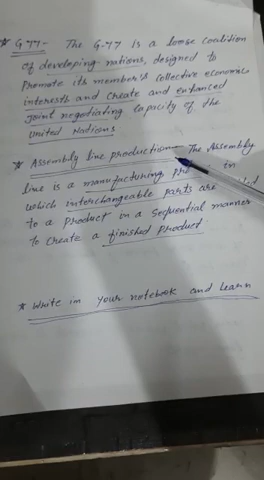 * G-77 - The G-77 is a loose coalition
of developing nations, designed to
promote its member's collective economic
interests and create and enhanced
joint negotiating capacity of the
United Nations
* Assembly line production - The Assembly
line is a manufacturing in
which interchangeable parts are
to a product in a sequential manner
to create a finished product.
* Write in your notebook and learn